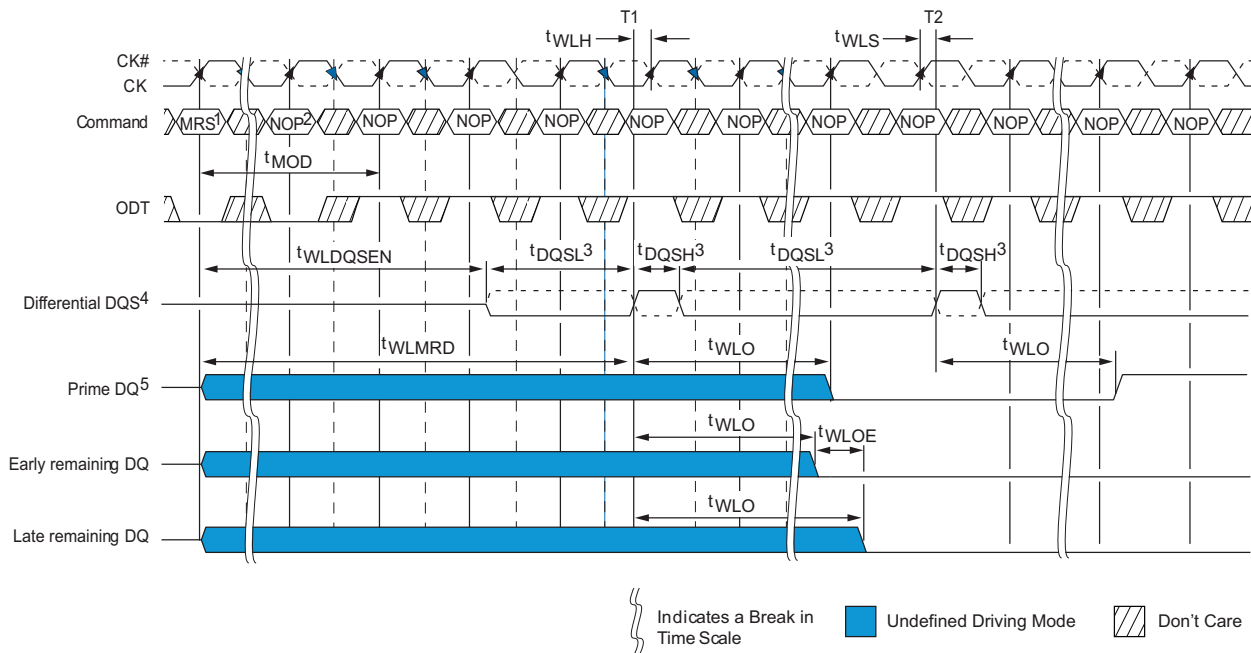 T1 T2
tWLH tWLS
CK#
CK
Command MRS1 NOP2 NOP NOP NOP NOP NOP NOP NOP NOP NOP NOP
tMOD
ODT
tWLDQSEN tDQSL3 tDQSH3 tDQSL3 tDQSH3
Differential DQS4
tWLMRD tWLO tWLO
Prime DQ5
tWLO tWLOE
Early remaining DQ
tWLO
Late remaining DQ
Indicates a Break in
Time Scale
Undefined Driving Mode
Don't Care